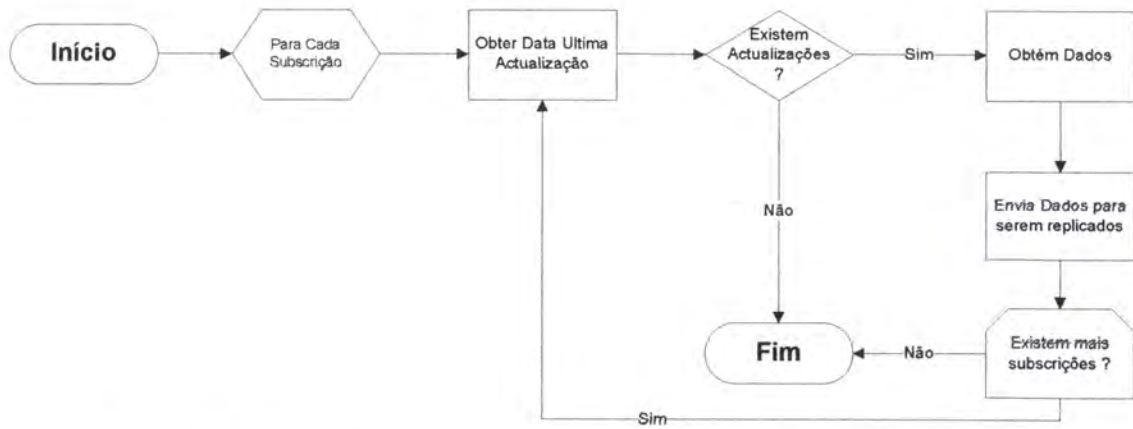 Início
Para Cada
Subscrição
Obter Data Ultima
Actualização
Existem
Actualizações
?
Sim
Obtém Dados
Não
Envia Dados para
serem replicados
Fim
Não
Existem mais
subscrições ?
Sim